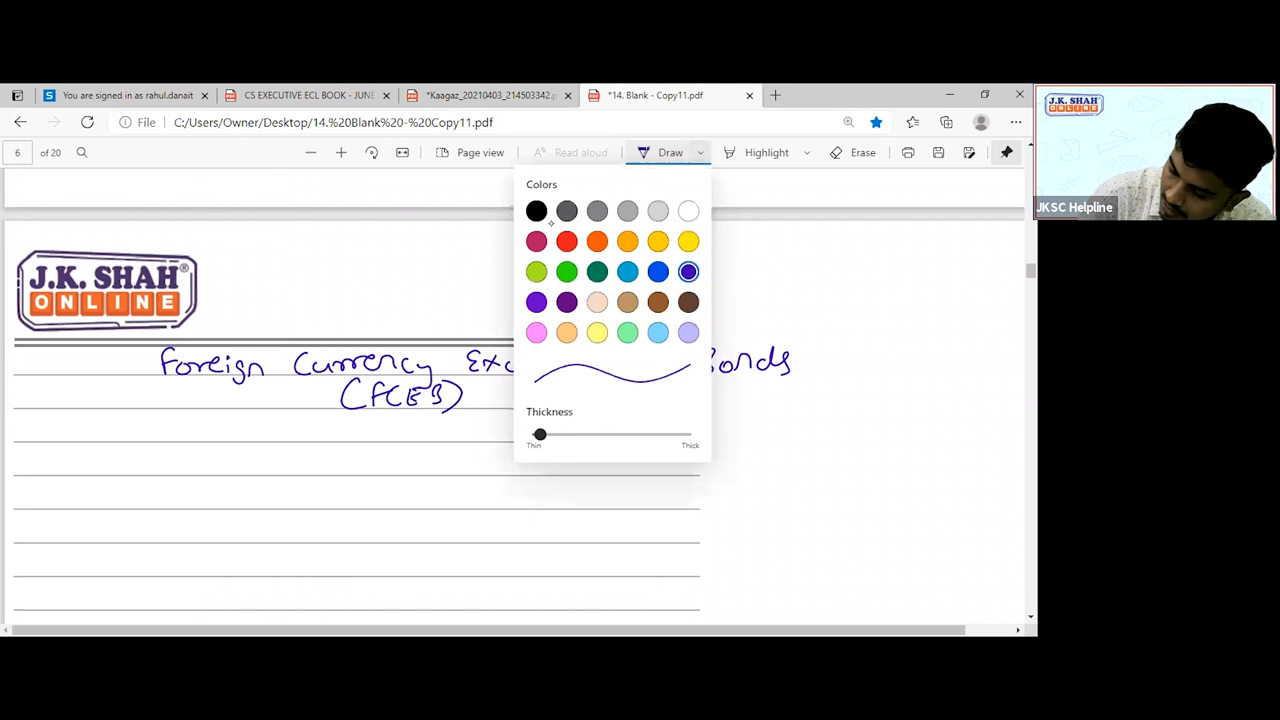 You are signed in as rahul.danait
CS EXECUTIVE ECL BOOK - JUNE
*Kaagaz_20210403_214503342.p
*14. Blank - Copy11.pdf
File C:/Users/Owner/Desktop/14.%20Blank%20-%20Copy11.pdf
6 of 20 Page view Read aloud Draw Highlight Erase
J.K. SHAH ONLINE
JKSC Helpline
Colors
J.K. SHAH®
ONLINE
Foreign Currency Exc Bonds
(FCEB)
Thickness
Thin Thick